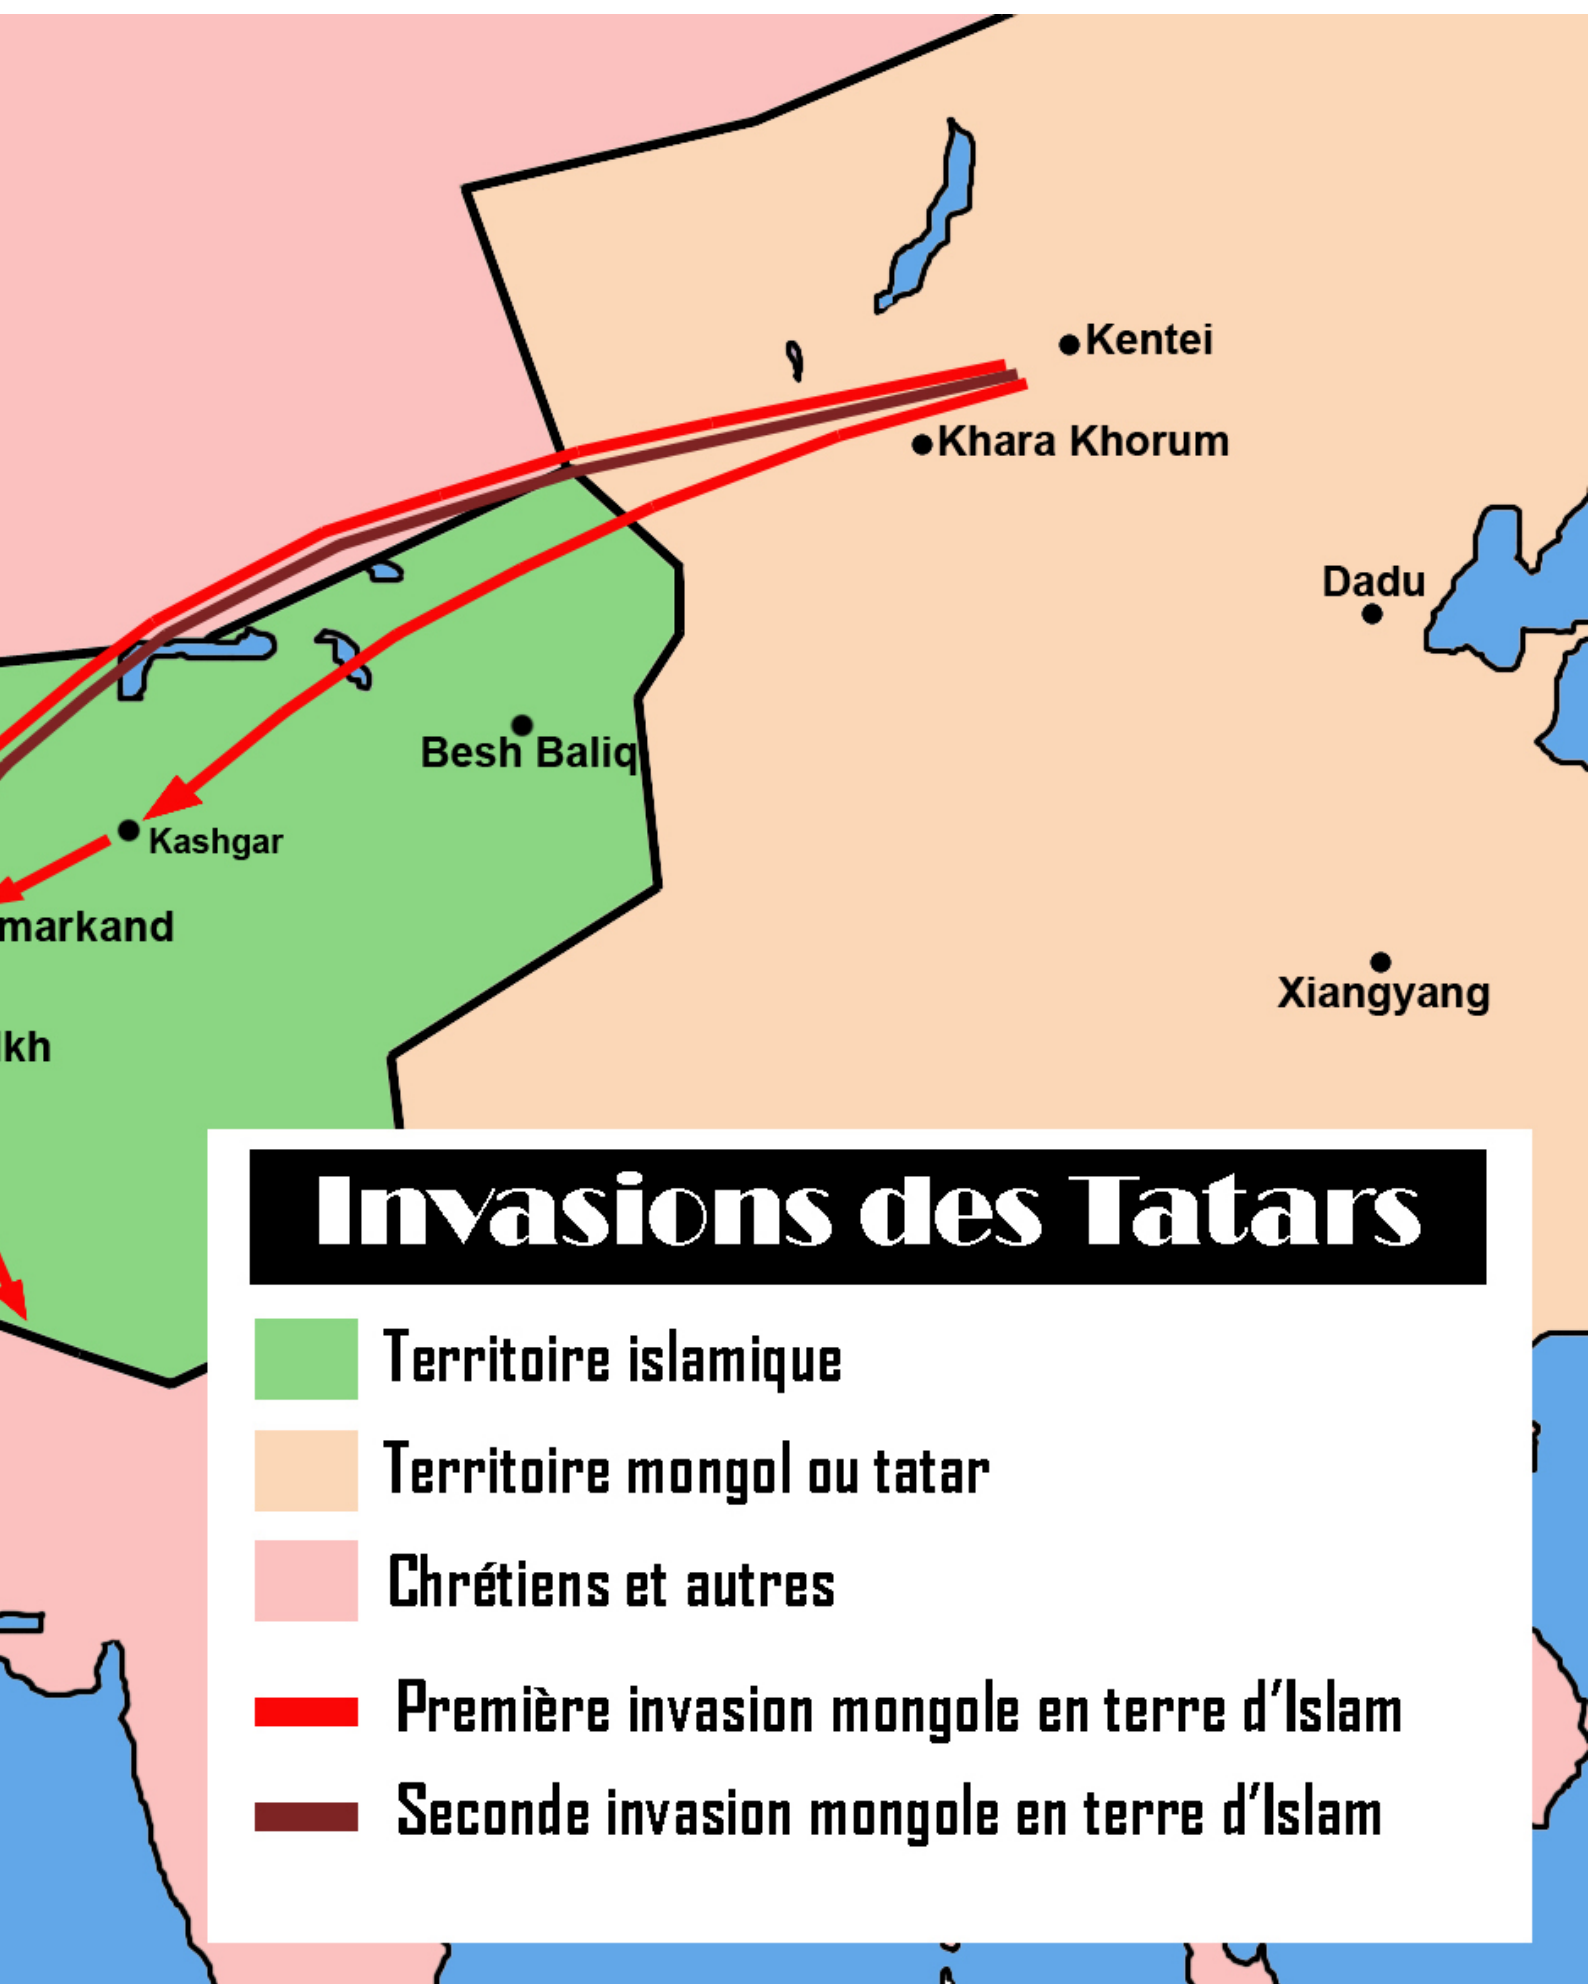 Kentei
Khara Khorum
Dadu
Besh Baliq
Kashgar
markand
Xiangyang
lkh
Invasions des Tatars
Territoire islamique
Territoire mongol ou tatar
Chrétiens et autres
Première invasion mongole en terre d'Islam
Seconde invasion mongole en terre d'Islam